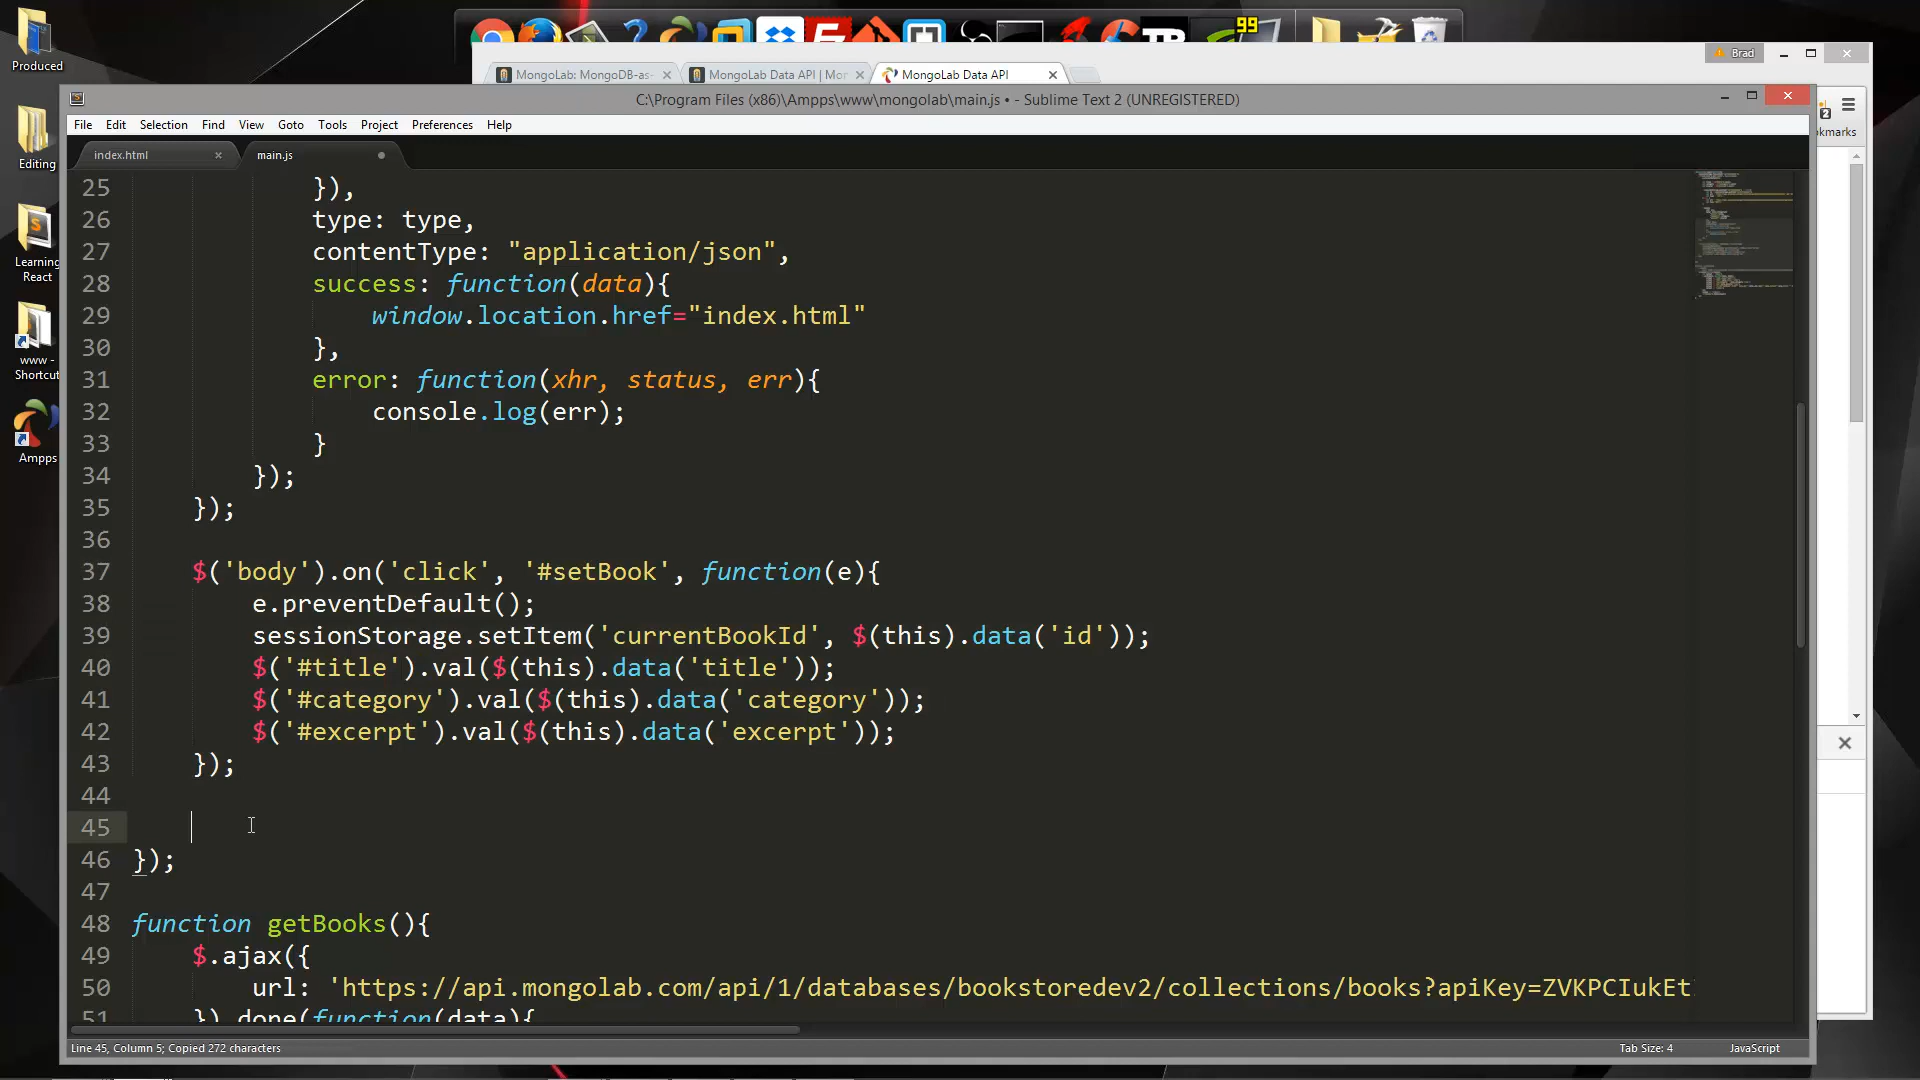 Produced
Editing
Learning
React
www -
Shortcut
Ampps
99
Brad
MongoLab: MongoDB-as-
MongoLab Data API | Mor
MongoLab Data API
kmarks
C:\Program Files (x86)\Ampps\www\mongolab\main.js • - Sublime Text 2 (UNREGISTERED)
File Edit Selection Find View Goto Tools Project Preferences Help
index.html
main.js
25 }),
26 type: type,
27 contentType: "application/json",
28 success: function(data){
29 window.location.href="index.html"
30 },
31 error: function(xhr, status, err){
32 console.log(err);
33 }
34 });
35 });
36
37 $('body').on('click', '#setBook', function(e){
38 e.preventDefault();
39 sessionStorage.setItem('currentBookId', $(this).data('id'));
40 $('#title').val($(this).data('title'));
41 $('#category').val($(this).data('category'));
42 $('#excerpt').val($(this).data('excerpt'));
43 });
44
45
46 });
47
48 function getBooks(){
49 $.ajax({
50 url: 'https://api.mongolab.com/api/1/databases/bookstoredev2/collections/books?apiKey=ZVKPCIukEt
51 }).done(function(data){
Line 45, Column 5; Copied 272 characters
Tab Size: 4
JavaScript